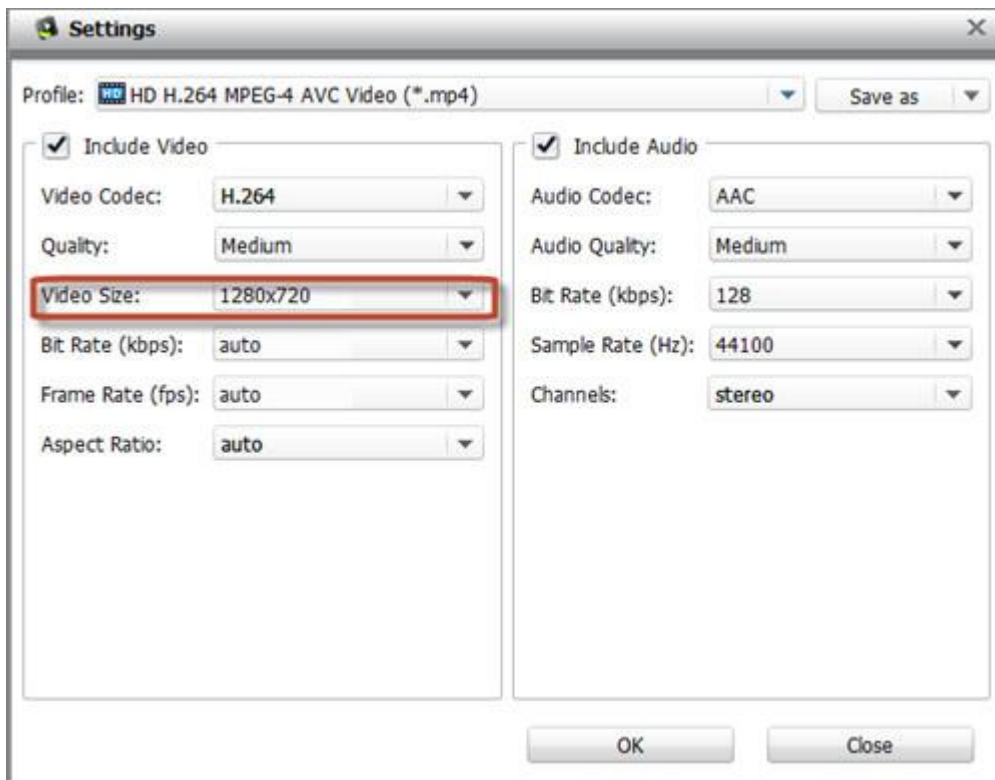 Settings
Profile: HD HD H.264 MPEG-4 AVC Video (*.mp4) Save as
Include Video
Video Codec: H.264
Quality: Medium
Video Size: 1280x720
Bit Rate (kbps): auto
Frame Rate (fps): auto
Aspect Ratio: auto
Include Audio
Audio Codec: AAC
Audio Quality: Medium
Bit Rate (kbps): 128
Sample Rate (Hz): 44100
Channels: stereo
OK Close